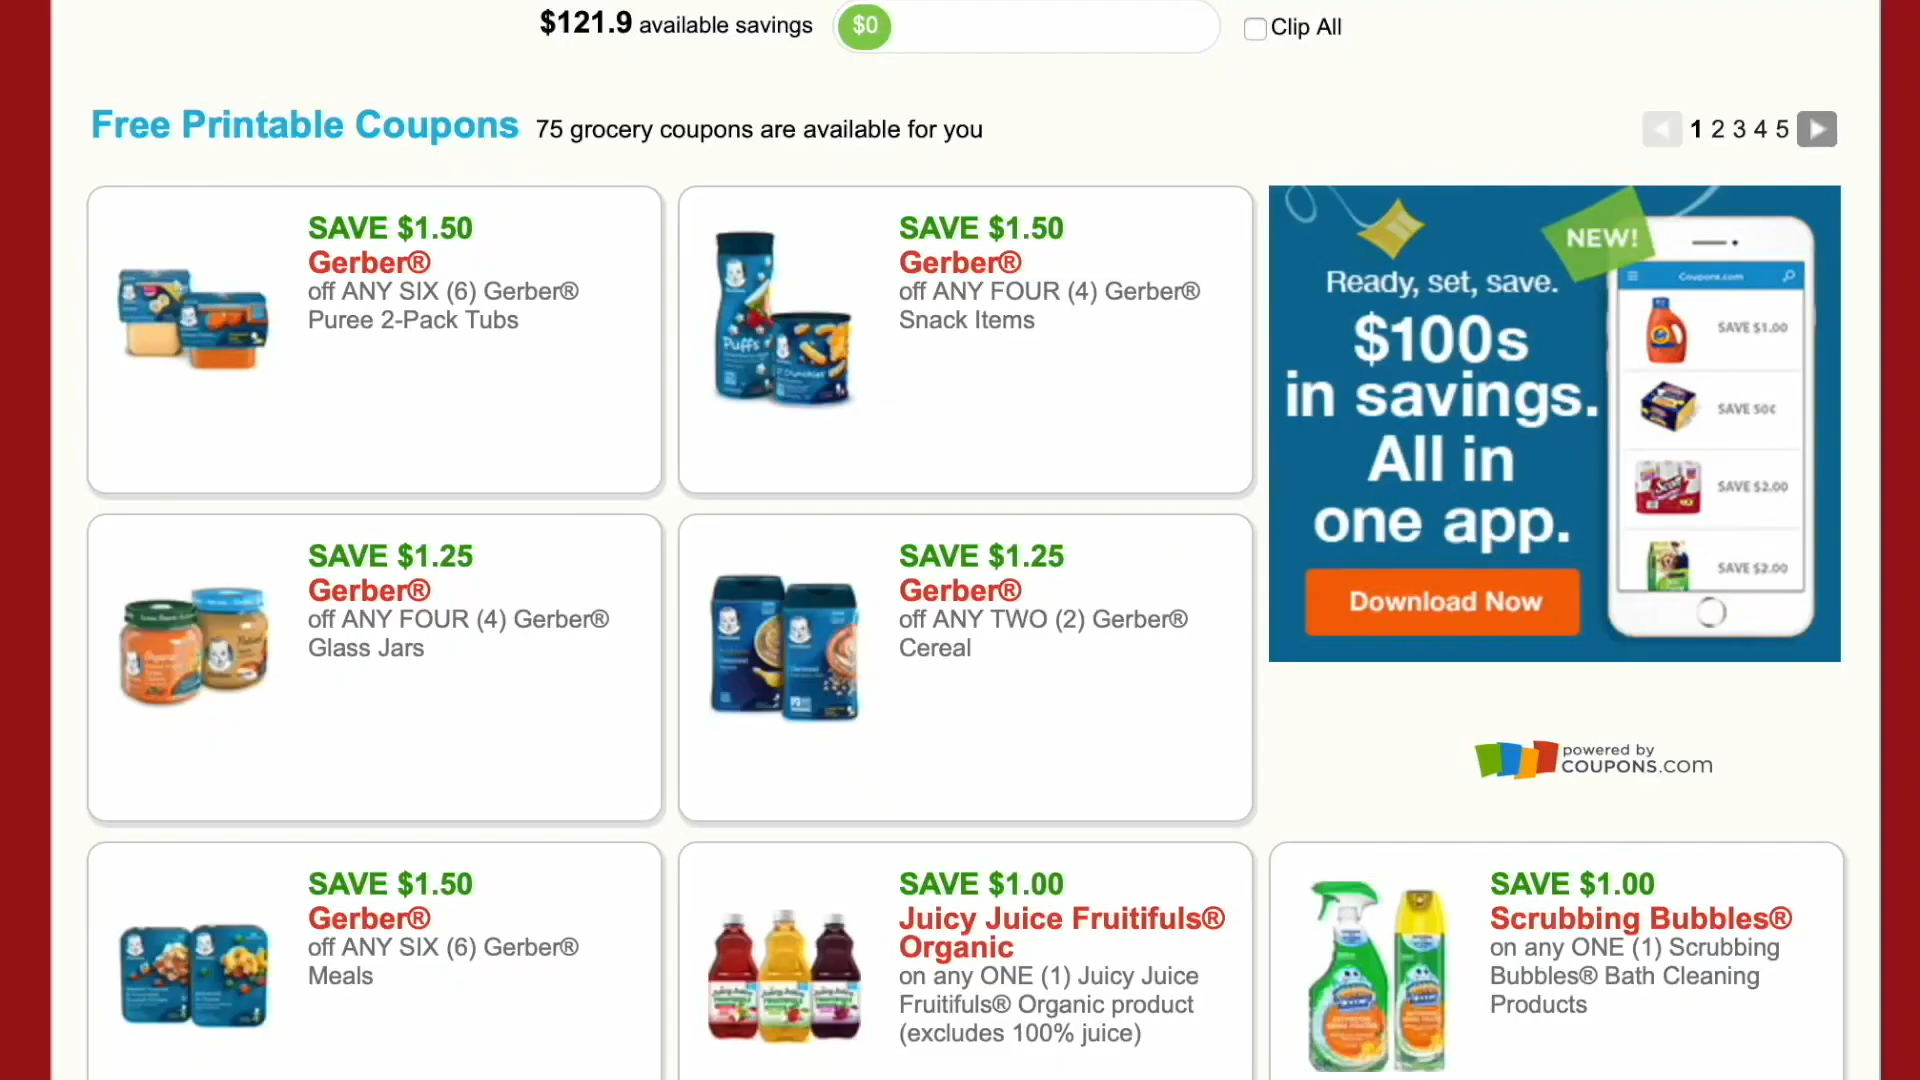 $121.9 available savings
$0
Clip All
Free Printable Coupons 75 grocery coupons are available for you
1 2 3 4 5
SAVE $1.50
Gerber®
off ANY SIX (6) Gerber®
Puree 2-Pack Tubs
SAVE $1.50
Gerber®
off ANY FOUR (4) Gerber®
Snack Items
Puffs
NEW!
Ready, set, save.
$100s
in savings.
All in
one app.
Download Now
Coupons.com
SAVE $1.00
SAVE 50¢
Scott
SAVE $2.00
SAVE $2.00
SAVE $1.25
Gerber®
off ANY FOUR (4) Gerber®
Glass Jars
SAVE $1.25
Gerber®
off ANY TWO (2) Gerber®
Cereal
powered by
COUPONS.com
SAVE $1.50
Gerber®
off ANY SIX (6) Gerber®
Meals
SAVE $1.00
Juicy Juice Fruitifuls®
Organic
on any ONE (1) Juicy Juice
Fruitifuls® Organic product
(excludes 100% juice)
SAVE $1.00
Scrubbing Bubbles®
on any ONE (1) Scrubbing
Bubbles® Bath Cleaning
Products